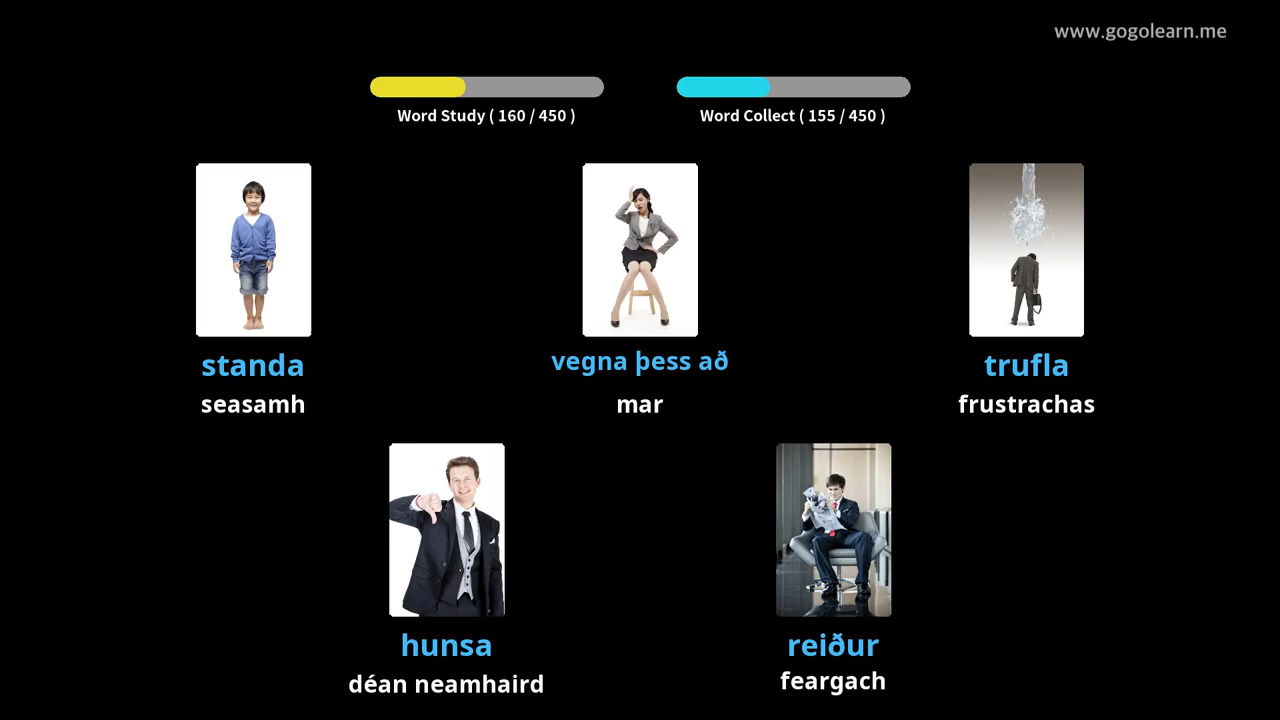 www.gogolearn.me
Word Study ( 160 / 450 )
Word Collect ( 155 / 450 )
standa
seasamh
vegna þess að
mar
trufla
frustrachas
hunsa
déan neamhaird
reiður
feargach